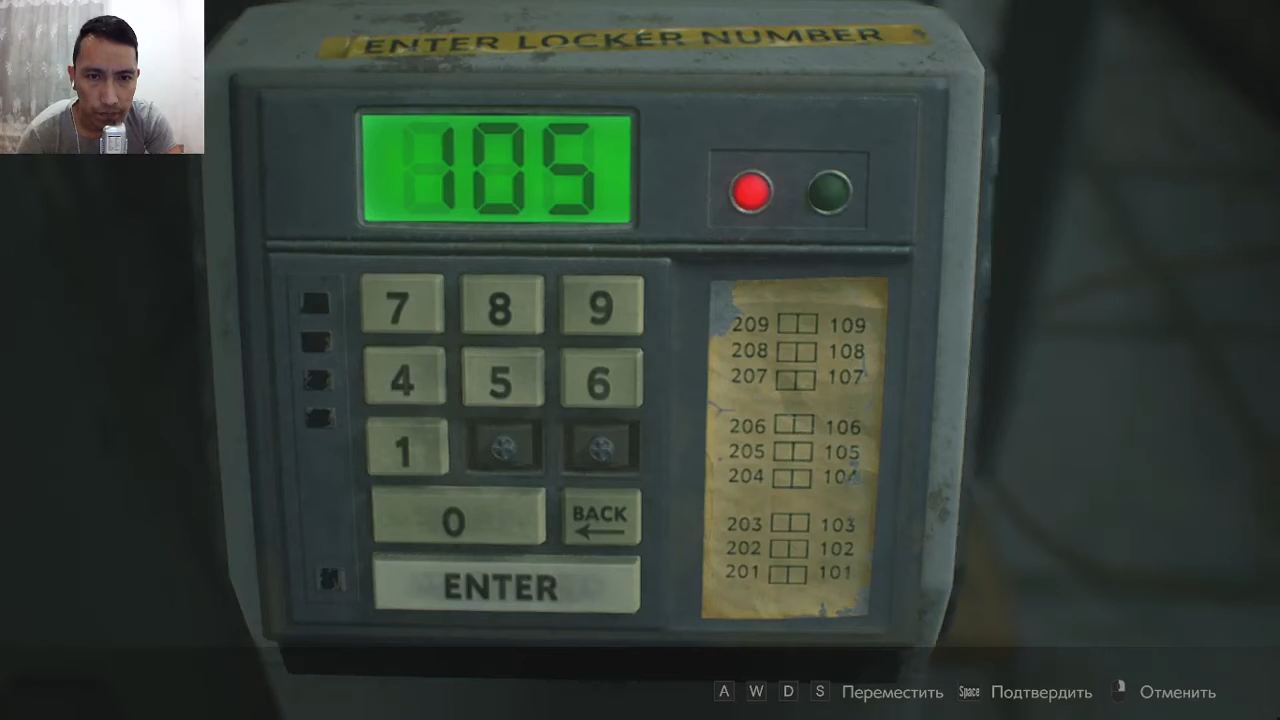 ENTER LOCKER NUMBER
105
7 8 9
4 5 6
1
0 BACK
ENTER
209 109
208 108
207 107
206 106
205 105
204 104
203 103
202 102
201 101
A W D S Переместить Space Подтвердить Отменить